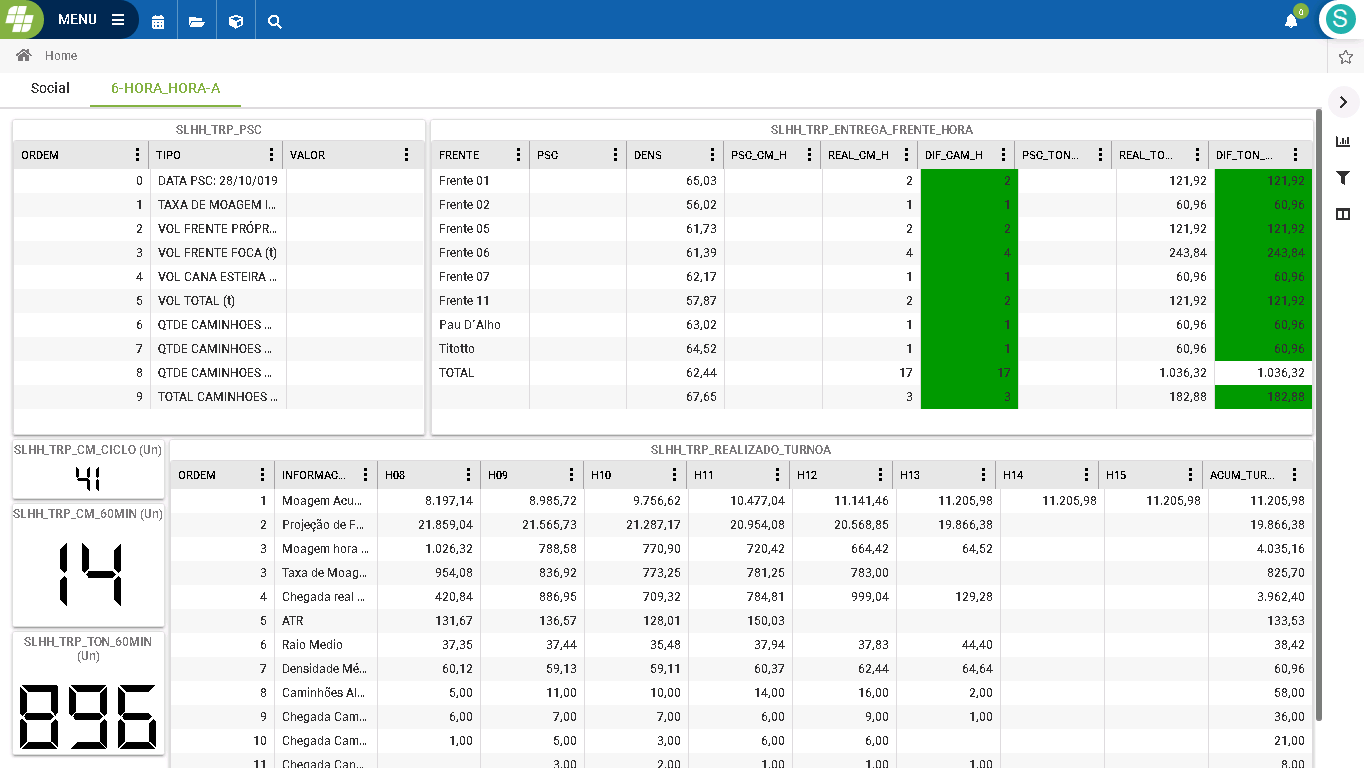 MENU
0
S
Home
Social 6-HORA_HORA-A
SLHH_TRP_PSC
ORDEM TIPO VALOR
0 DATA PSC: 28/10/019
1 TAXA DE MOAGEM I...
2 VOL FRENTE PRÓPR...
3 VOL FRENTE FOCA (t)
4 VOL CANA ESTEIRA ...
5 VOL TOTAL (t)
6 QTDE CAMINHOES ...
7 QTDE CAMINHOES ...
8 QTDE CAMINHOES ...
9 TOTAL CAMINHOES ...
SLHH_TRP_ENTREGA_FRENTE_HORA
FRENTE PSC DENS PSC_CM_H REAL_CM_H DIF_CAM_H PSC_TON... REAL_TO... DIF_TON_...
Frente 01 65,03 2 2 121,92 121,92
Frente 02 56,02 1 1 60,96 60,96
Frente 05 61,73 2 2 121,92 121,92
Frente 06 61,39 4 4 243,84 243,84
Frente 07 62,17 1 1 60,96 60,96
Frente 11 57,87 2 2 121,92 121,92
Pau D´Alho 63,02 1 1 60,96 60,96
Titotto 64,52 1 1 60,96 60,96
TOTAL 62,44 17 17 1.036,32 1.036,32
67,65 3 3 182,88 182,88
SLHH_TRP_CM_CICLO (Un)
41
SLHH_TRP_CM_60MIN (Un)
14
SLHH_TRP_TON_60MIN
(Un)
896
SLHH_TRP_REALIZADO_TURNOA
ORDEM INFORMAC... H08 H09 H10 H11 H12 H13 H14 H15 ACUM_TUR...
1 Moagem Acu... 8.197,14 8.985,72 9.756,62 10.477,04 11.141,46 11.205,98 11.205,98 11.205,98 11.205,98
2 Projeção de F... 21.859,04 21.565,73 21.287,17 20.954,08 20.568,85 19.866,38 19.866,38
3 Moagem hora ... 1.026,32 788,58 770,90 720,42 664,42 64,52 4.035,16
3 Taxa de Moag... 954,08 836,92 773,25 781,25 783,00 825,70
4 Chegada real ... 420,84 886,95 709,32 784,81 999,04 129,28 3.962,40
5 ATR 131,67 136,57 128,01 150,03 133,53
6 Raio Medio 37,35 37,44 35,48 37,94 37,83 44,40 38,42
7 Densidade Mé... 60,12 59,13 59,11 60,37 62,44 64,64 60,96
8 Caminhões Al... 5,00 11,00 10,00 14,00 16,00 2,00 58,00
9 Chegada Cam... 6,00 7,00 7,00 6,00 9,00 1,00 36,00
10 Chegada Cam... 1,00 5,00 3,00 6,00 6,00 21,00
11 Chegada Can... 3,00 2,00 1,00 1,00 1,00 8,00